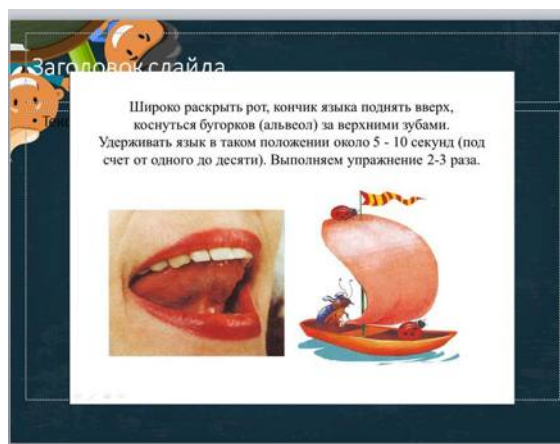 Заголовок слайда
Широко раскрыть рот, кончик языка поднять вверх,
коснуться бугорков (альвеол) за верхними зубами.
Удерживать язык в таком положении около 5 - 10 секунд (под
счет от одного до десяти). Выполняем упражнение 2-3 раза.